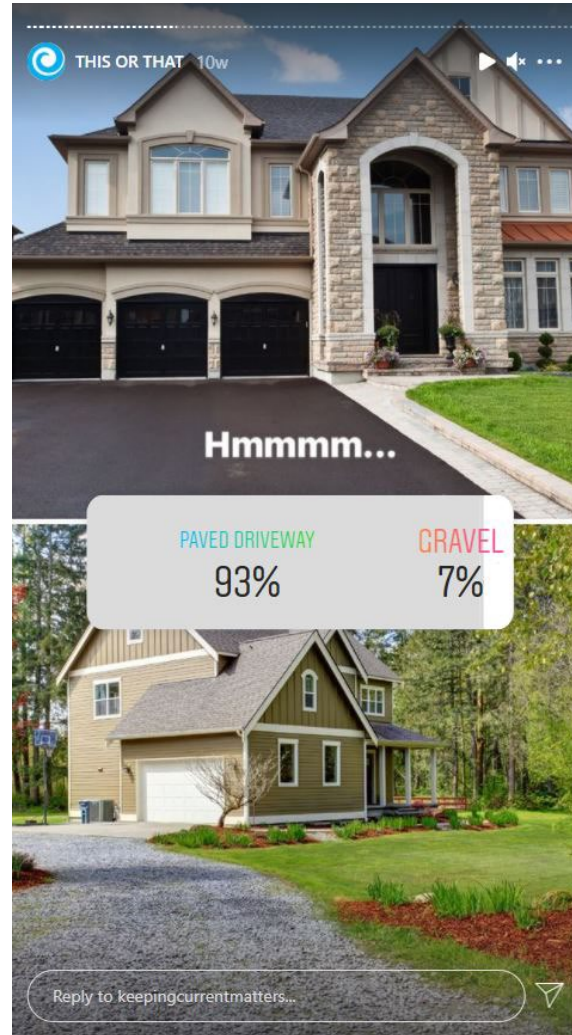 THIS OR THAT 10w
Hmmmm...
PAVED DRIVEWAY GRAVEL
93% 7%
Reply to keepingcurrentmatters...